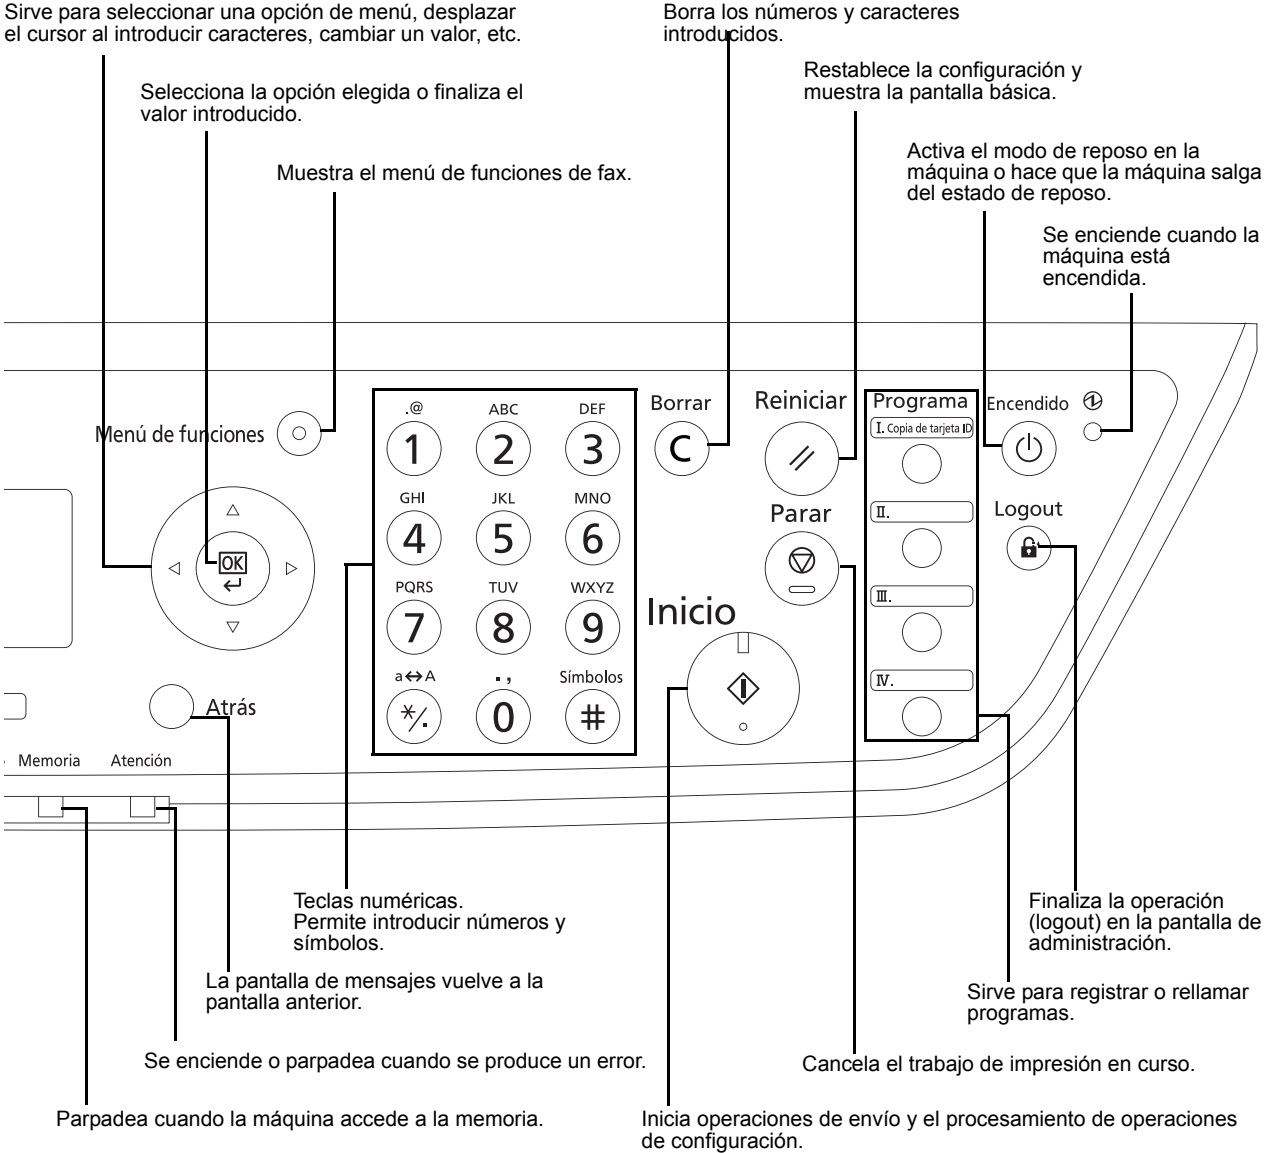 Sirve para seleccionar una opción de menú, desplazar
el cursor al introducir caracteres, cambiar un valor, etc.
Borra los números y caracteres
introducidos.
Selecciona la opción elegida o finaliza el
valor introducido.
Restablece la configuración y
muestra la pantalla básica.
Muestra el menú de funciones de fax.
Activa el modo de reposo en la
máquina o hace que la máquina salga
del estado de reposo.
Se enciende cuando la
máquina está
encendida.
Menú de funciones
.@ ABC DEF
1 2 3
GHI JKL MNO
4 5 6
PQRS TUV WXYZ
7 8 9
a↔A . , Símbolos
*/. 0 #
OK
Atrás
Memoria Atención
Borrar
C
Reiniciar
Parar
Inicio
Programa
I. Copia de tarjeta ID
II.
III.
IV.
Encendido
Logout
Teclas numéricas.
Permite introducir números y
símbolos.
La pantalla de mensajes vuelve a la
pantalla anterior.
Se enciende o parpadea cuando se produce un error.
Parpadea cuando la máquina accede a la memoria.
Finaliza la operación
(logout) en la pantalla de
administración.
Sirve para registrar o rellamar
programas.
Cancela el trabajo de impresión en curso.
Inicia operaciones de envío y el procesamiento de operaciones
de configuración.